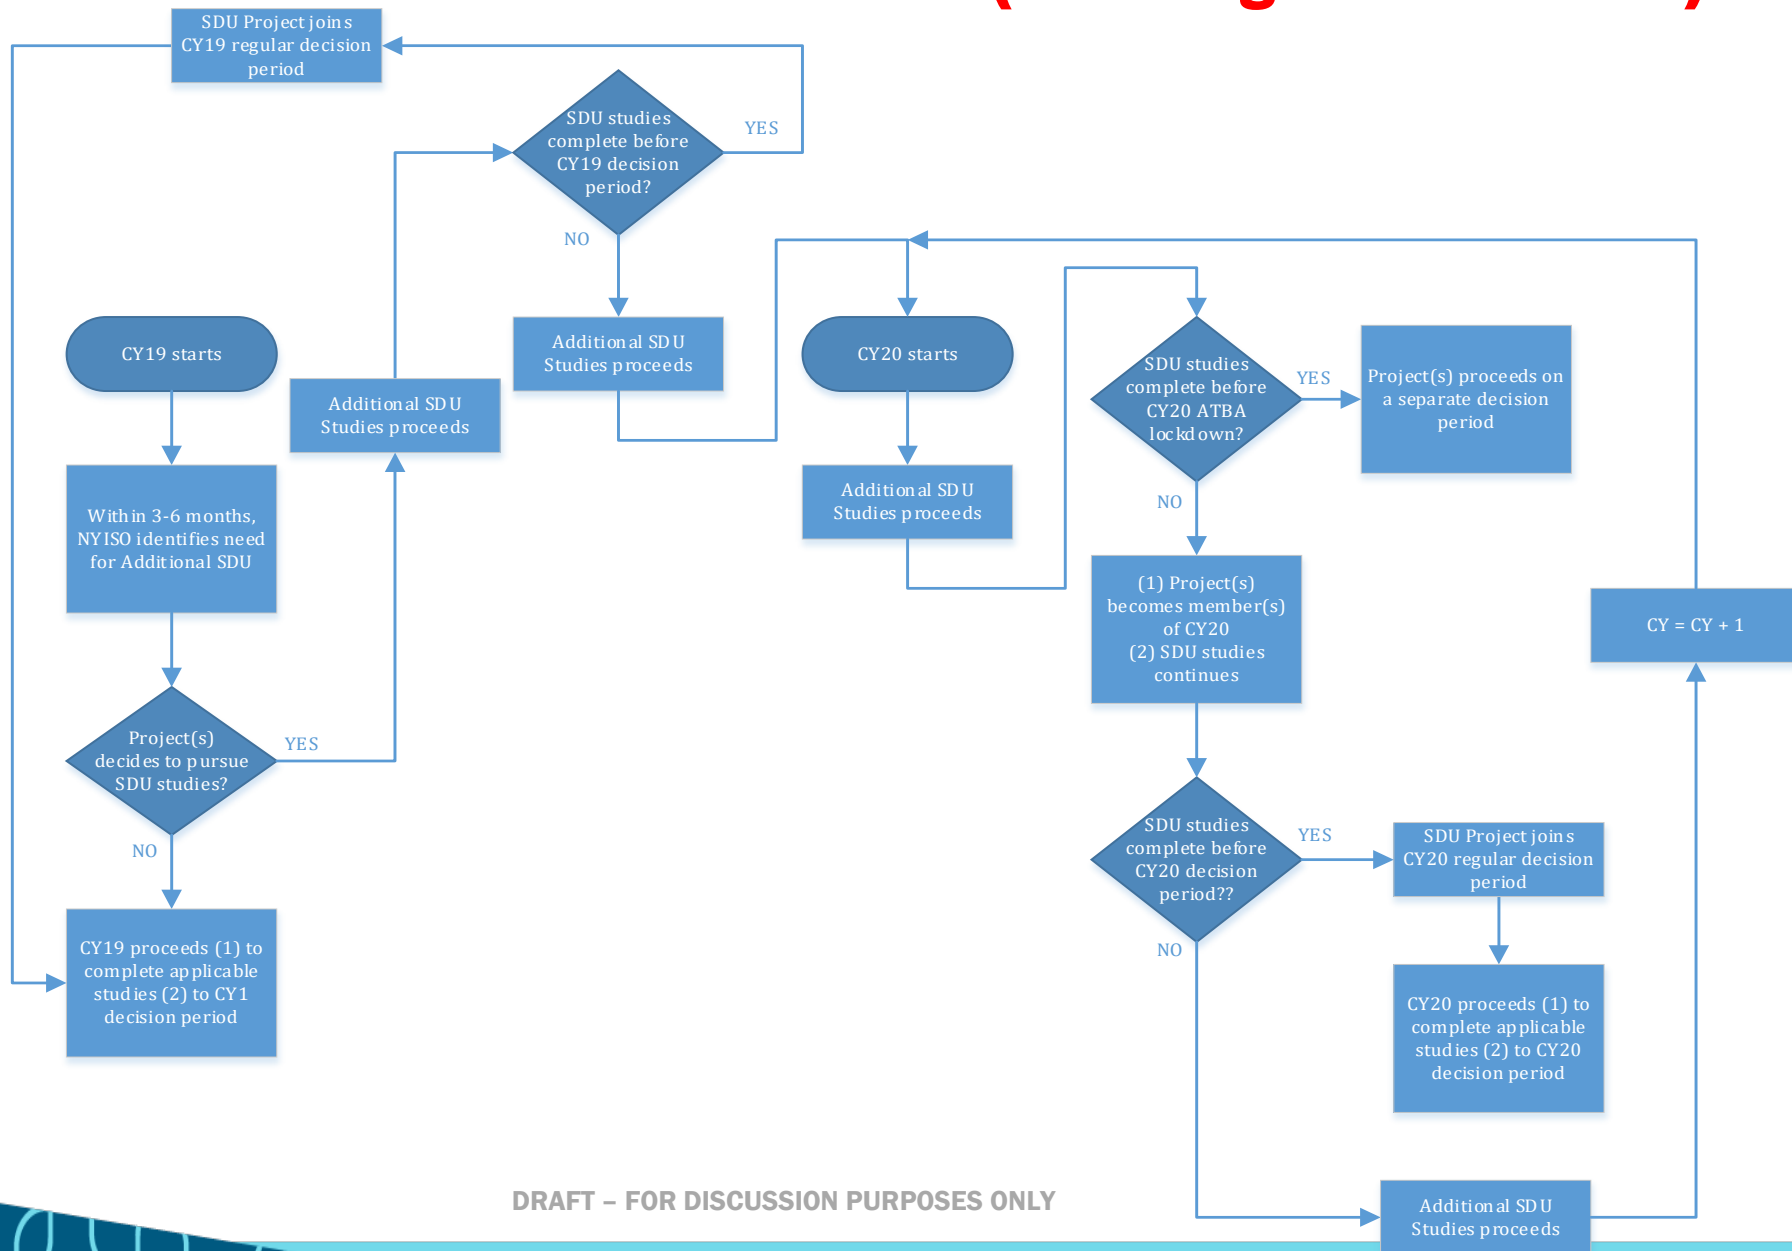 SDU Project joins
CY19 regular decision
period
SDU studies
complete before
CY19 decision
period?
YES
NO
CY19 starts
Additional SDU
Studies proceeds
Additional SDU
Studies proceeds
CY20 starts
SDU studies
complete before
CY20 ATBA
lockdown?
YES
Project(s) proceeds on
a separate decision
period
Within 3-6 months,
NYISO identifies need
for Additional SDU
Additional SDU
Studies proceeds
NO
(1) Project(s)
becomes member(s)
of CY20
(2) SDU studies
continues
CY = CY + 1
Project(s)
decides to pursue
SDU studies?
YES
NO
SDU studies
complete before
CY20 decision
period??
YES
SDU Project joins
CY20 regular decision
period
NO
CY19 proceeds (1) to
complete applicable
studies (2) to CY1
decision period
CY20 proceeds (1) to
complete applicable
studies (2) to CY20
decision period
DRAFT – FOR DISCUSSION PURPOSES ONLY
Additional SDU
Studies proceeds